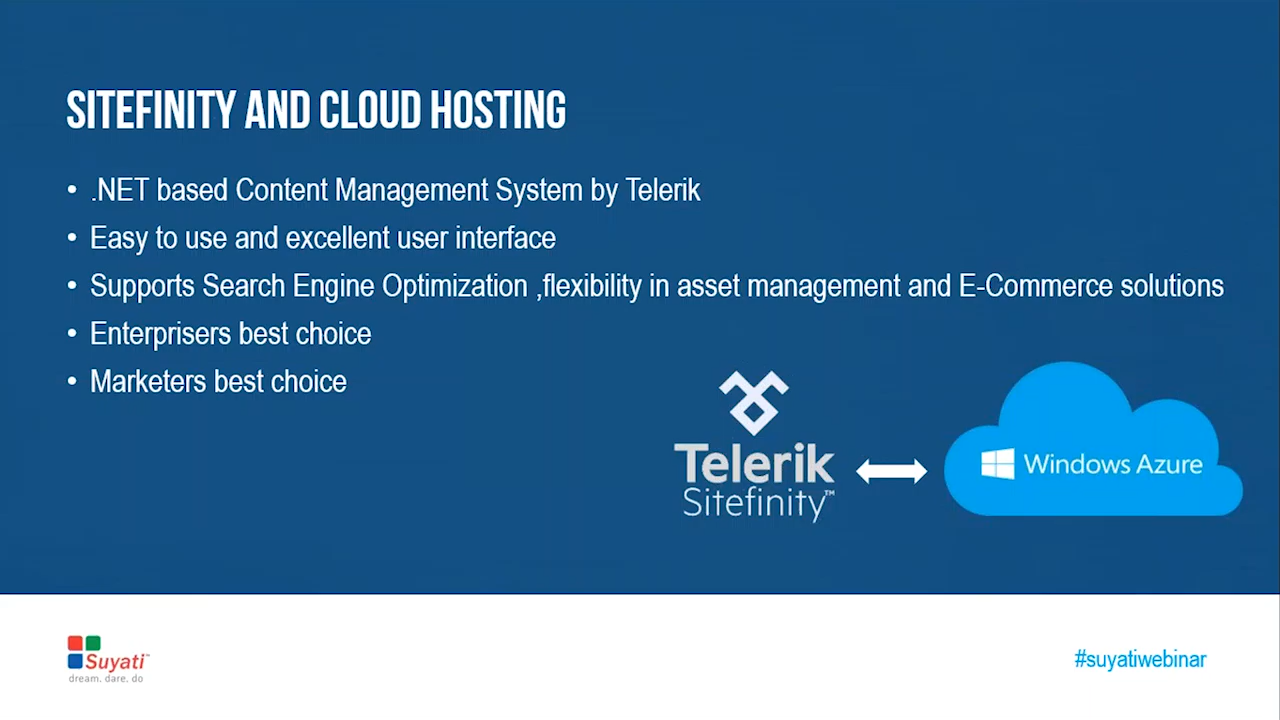 SITEFINITY AND CLOUD HOSTING
• .NET based Content Management System by Telerik
• Easy to use and excellent user interface
• Supports Search Engine Optimization ,flexibility in asset management and E-Commerce solutions
• Enterprisers best choice
• Marketers best choice
Telerik
Sitefinity™
Windows Azure
Suyati™
dream. dare. do
#suyatiwebinar